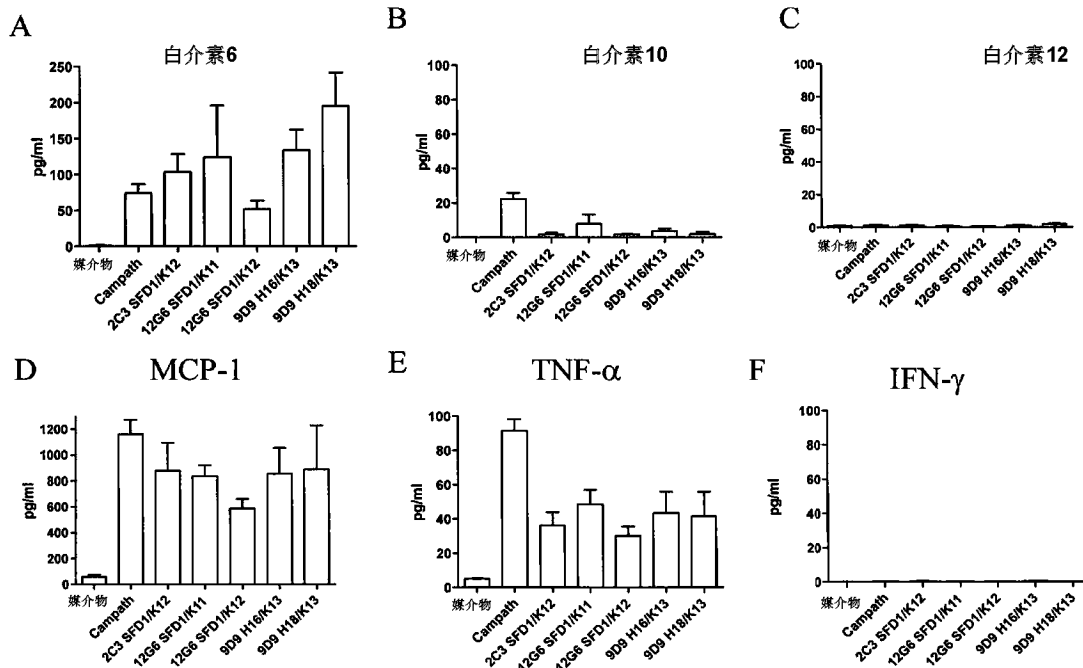 A
白介素6
250
200
150
100
50
0
pg/ml
媒介物
Campath
2C3 SFD1/K12
12G6 SFD1/K11
12G6 SFD1/K12
9D9 H16/K13
9D9 H18/K13
B
白介素10
100
80
60
40
20
0
pg/ml
媒介物
Campath
2C3 SFD1/K12
12G6 SFD1/K11
12G6 SFD1/K12
9D9 H16/K13
9D9 H18/K13
C
白介素12
100
80
60
40
20
0
pg/ml
媒介物
Campath
2C3 SFD1/K12
12G6 SFD1/K11
12G6 SFD1/K12
9D9 H16/K13
9D9 H18/K13
D
MCP-1
1200
1000
800
600
400
200
0
pg/ml
媒介物
Campath
2C3 SFD1/K12
12G6 SFD1/K11
12G6 SFD1/K12
9D9 H16/K13
9D9 H18/K13
E
TNF-α
100
80
60
40
20
0
pg/ml
媒介物
Campath
2C3 SFD1/K12
12G6 SFD1/K11
12G6 SFD1/K12
9D9 H16/K13
9D9 H18/K13
F
IFN-γ
100
80
60
40
20
0
pg/ml
媒介物
Campath
2C3 SFD1/K12
12G6 SFD1/K11
12G6 SFD1/K12
9D9 H16/K13
9D9 H18/K13